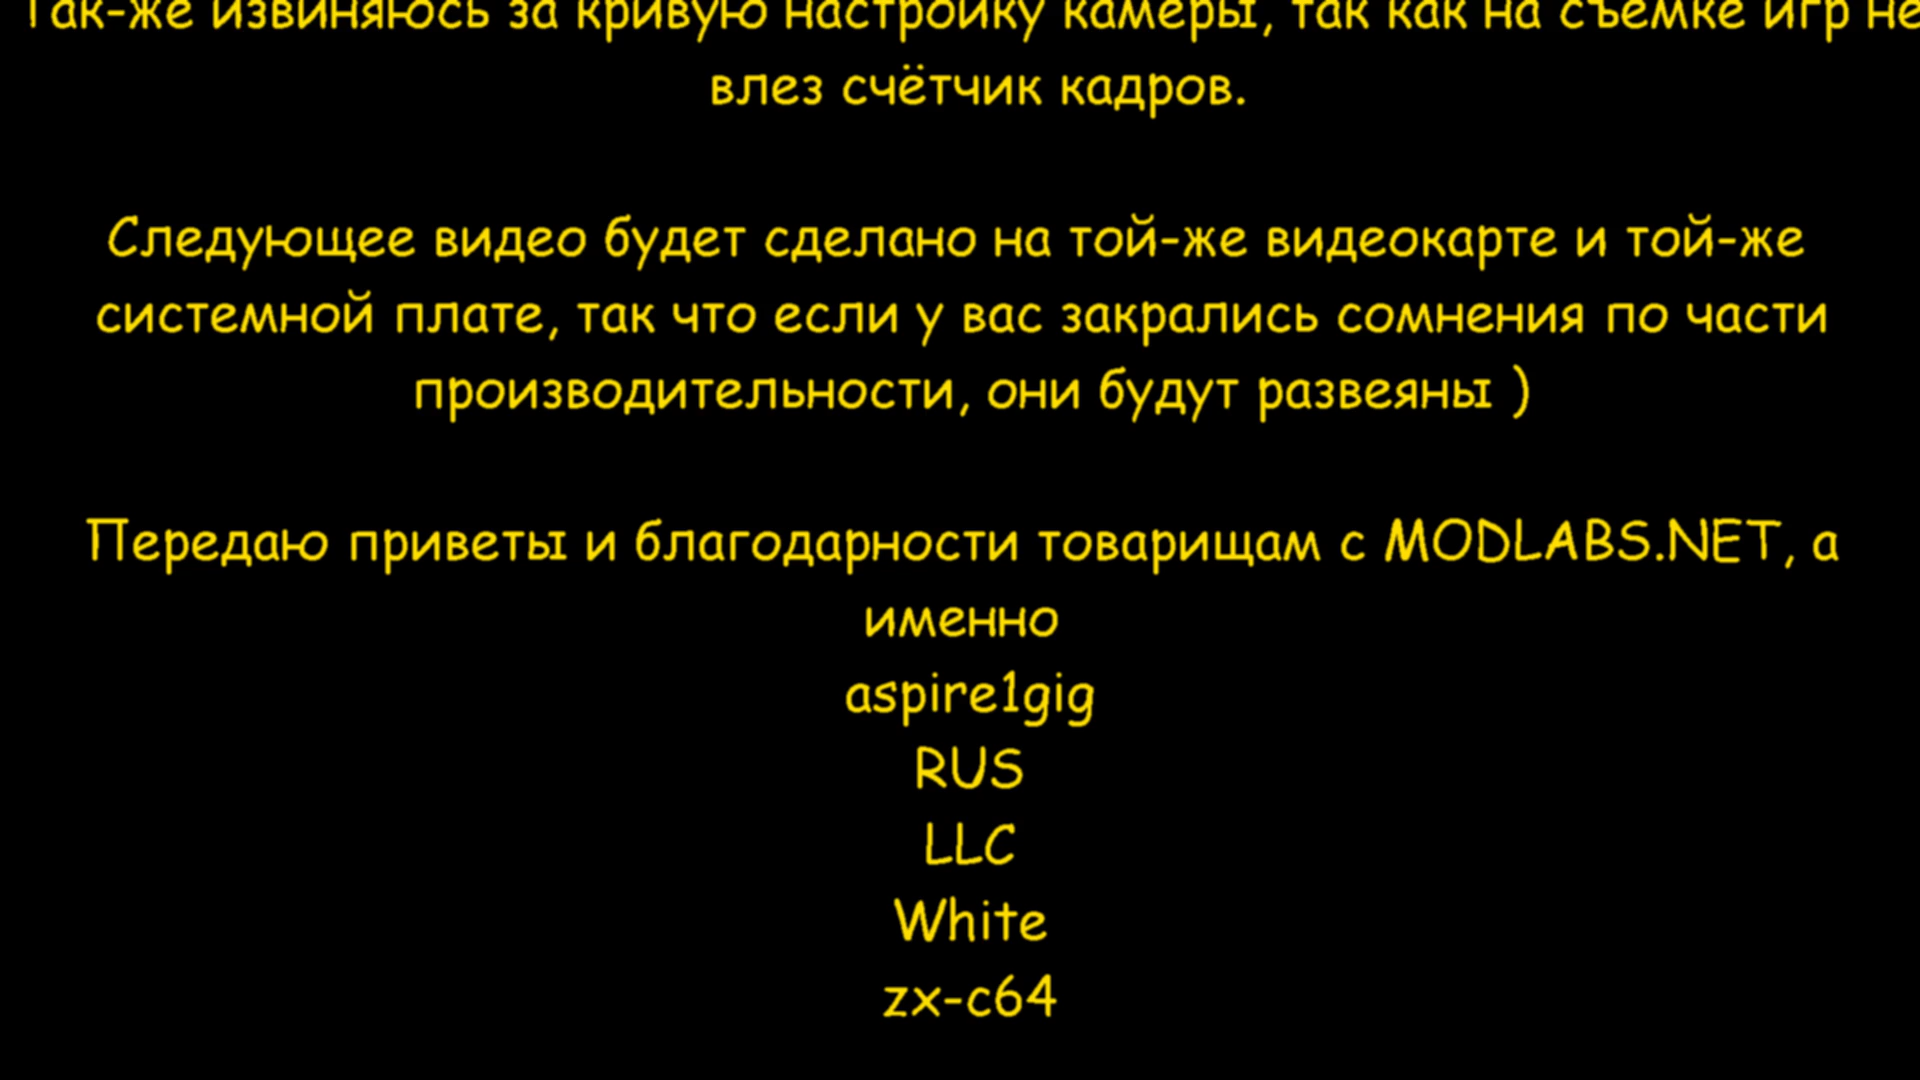 Так-же извиняюсь за кривую настройку камеры, так как на съемке игр не
влез счётчик кадров.
Следующее видео будет сделано на той-же видеокарте и той-же
системной плате, так что если у вас закрались сомнения по части
производительности, они будут развеяны )
Передаю приветы и благодарности товарищам с MODLABS.NET, а
именно
aspire1gig
RUS
LLC
White
zx-c64